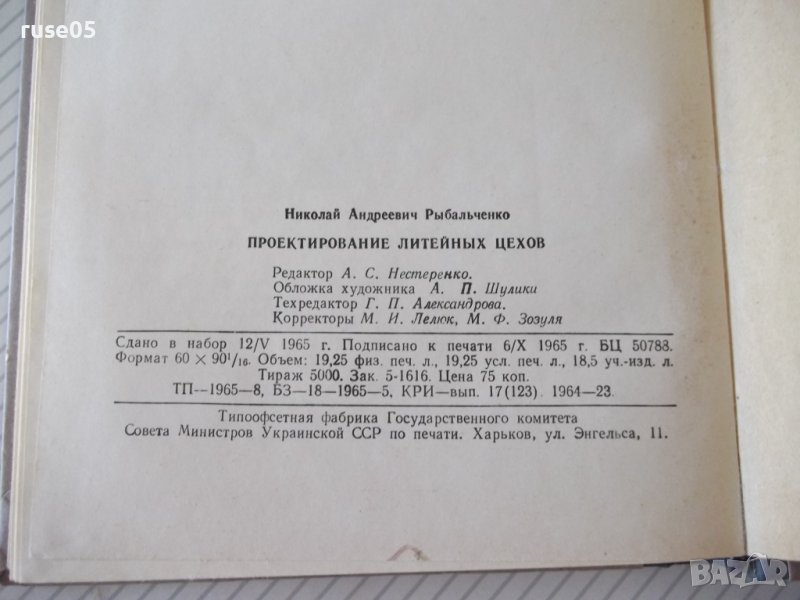 ruse05
Николай Андреевич Рыбальченко
ПРОЕКТИРОВАНИЕ ЛИТЕЙНЫХ ЦЕХОВ
Редактор А. С. Нестеренко.
Обложка художника А. П. Шулики
Техредактор Г. П. Александрова.
Корректоры М. И. Лелюк, М. Ф. Зозуля
Сдано в набор 12/V 1965 г. Подписано к печати 6/X 1965 г. БЦ 50783.
Формат 60 × 90¹/₁₆. Объем: 19,25 физ. печ. л., 19,25 усл. печ. л., 18,5 уч.-изд. л.
Тираж 5000. Зак. 5-1616. Цена 75 коп.
ТП—1965—8, БЗ—18—1965—5, КРИ—вып. 17(123). 1964—23.
Типоофсетная фабрика Государственного комитета
Совета Министров Украинской ССР по печати. Харьков, ул. Энгельса, 11.
BAZAR